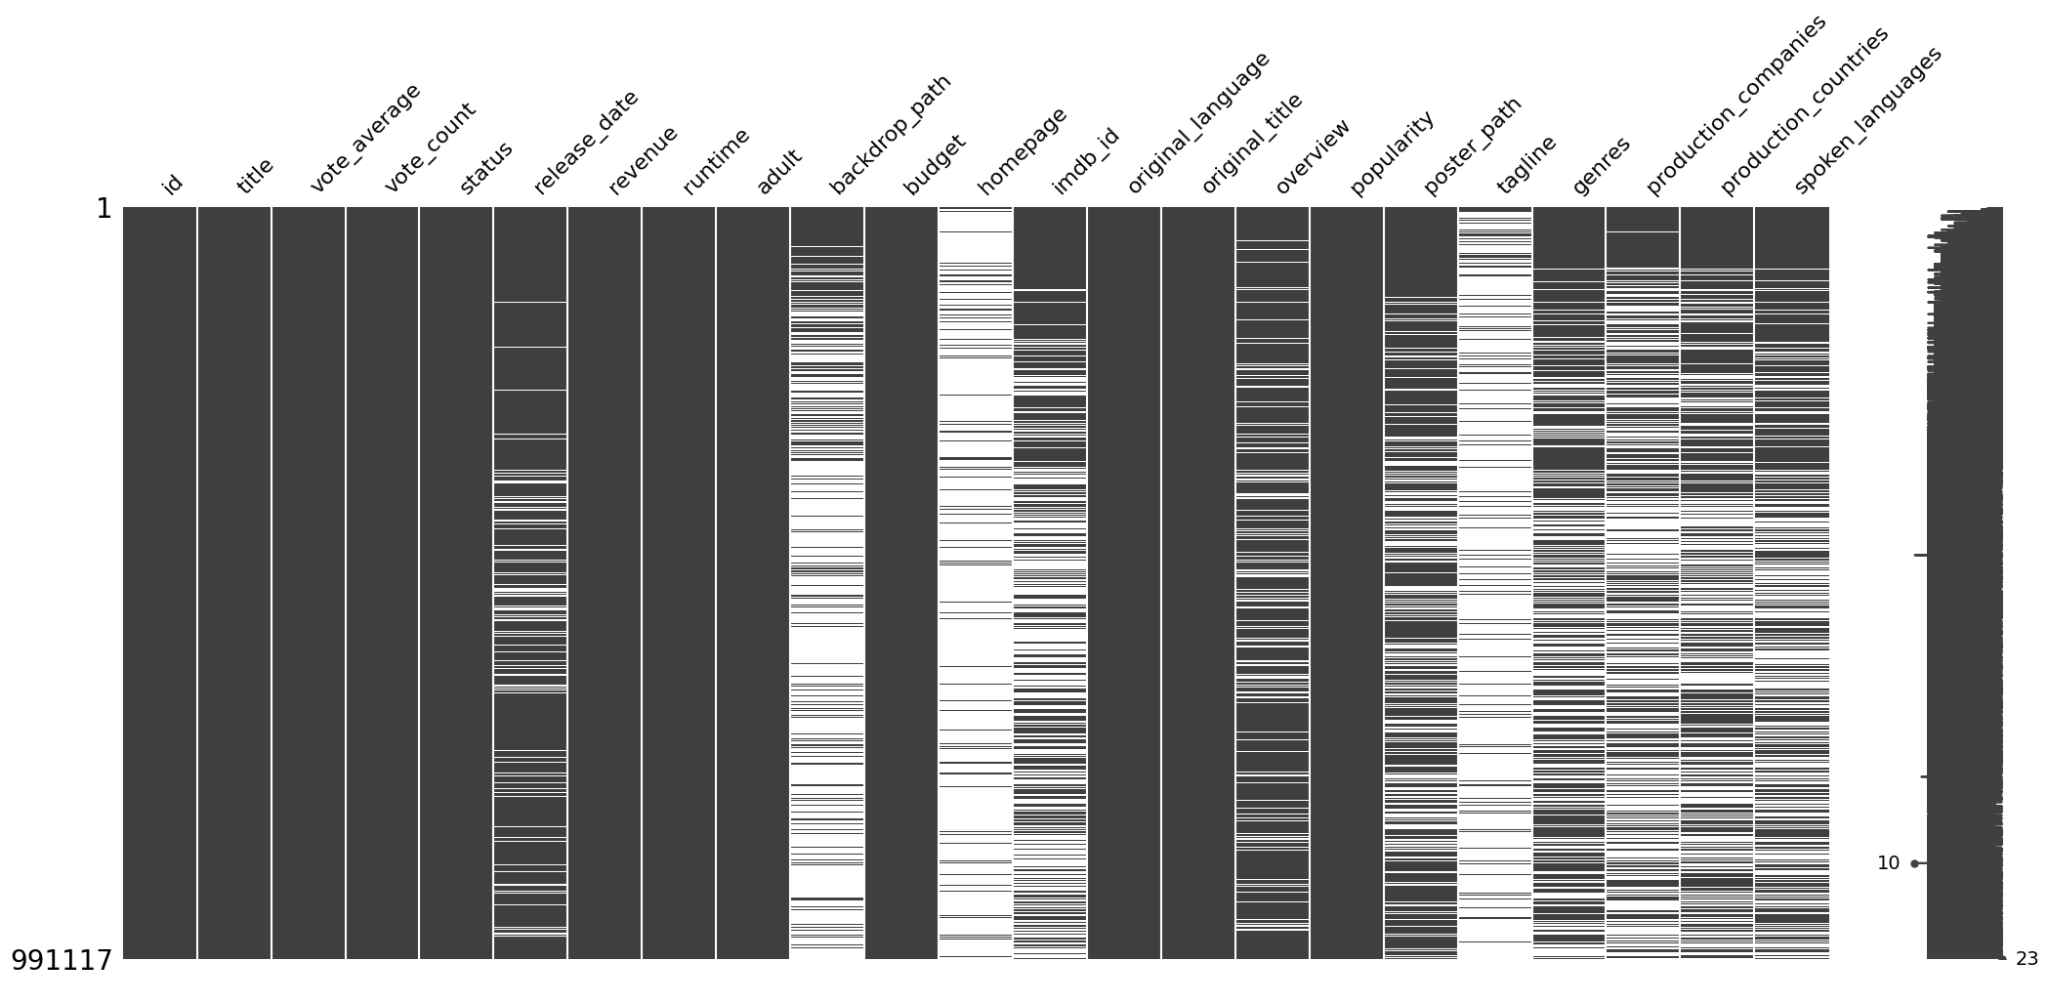 id
title
vote_average
vote_count
status
release_date
revenue
runtime
adult
backdrop_path
budget
homepage
imdb_id
original_language
original_title
overview
popularity
poster_path
tagline
genres
production_companies
production_countries
spoken_languages
1
10
991117
23